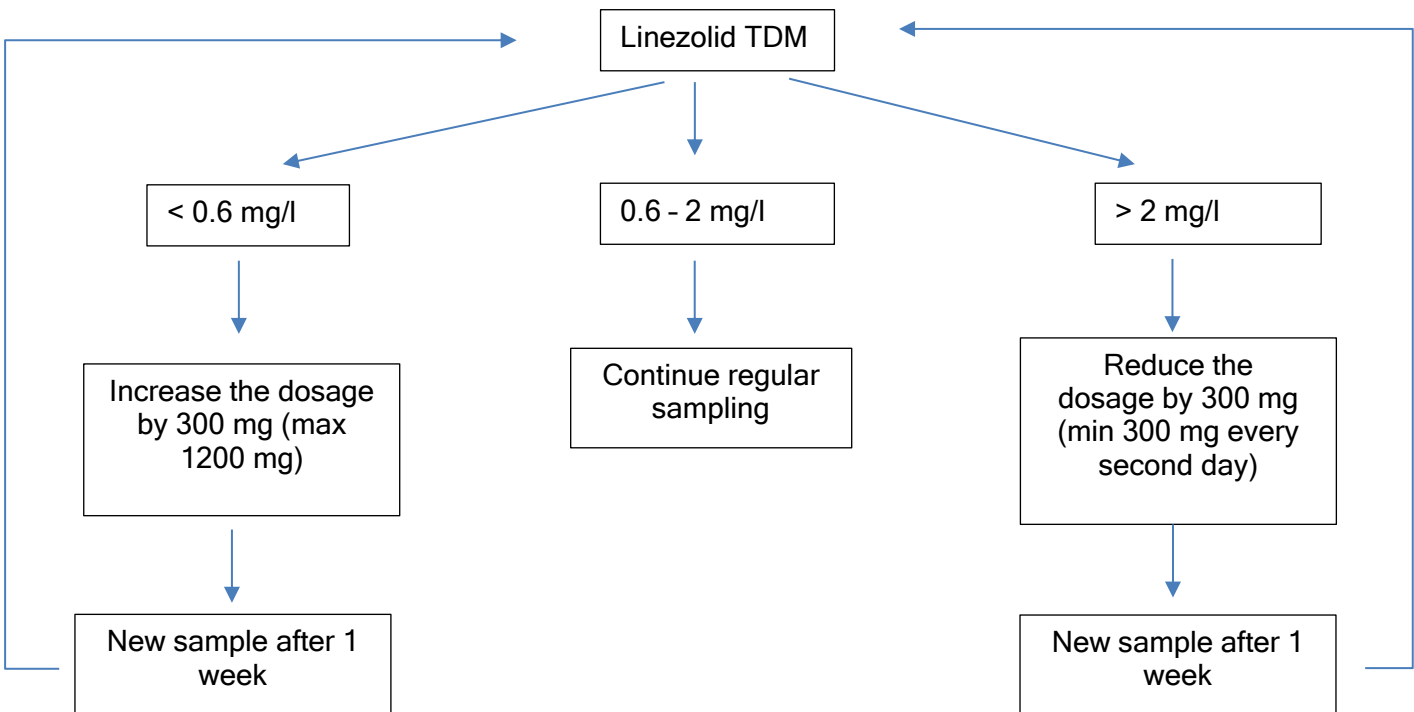 Linezolid TDM
< 0.6 mg/l
0.6 - 2 mg/l
> 2 mg/l
Increase the dosage
by 300 mg (max
1200 mg)
Continue regular
sampling
Reduce the
dosage by 300 mg
(min 300 mg every
second day)
New sample after 1
week
New sample after 1
week